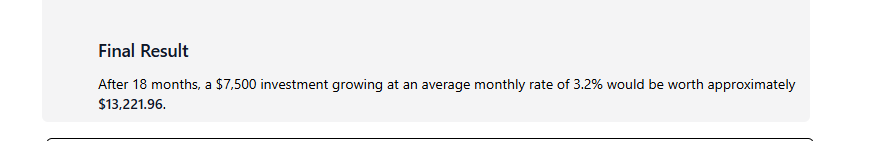 Final Result
After 18 months, a $7,500 investment growing at an average monthly rate of 3.2% would be worth approximately
$13,221.96.